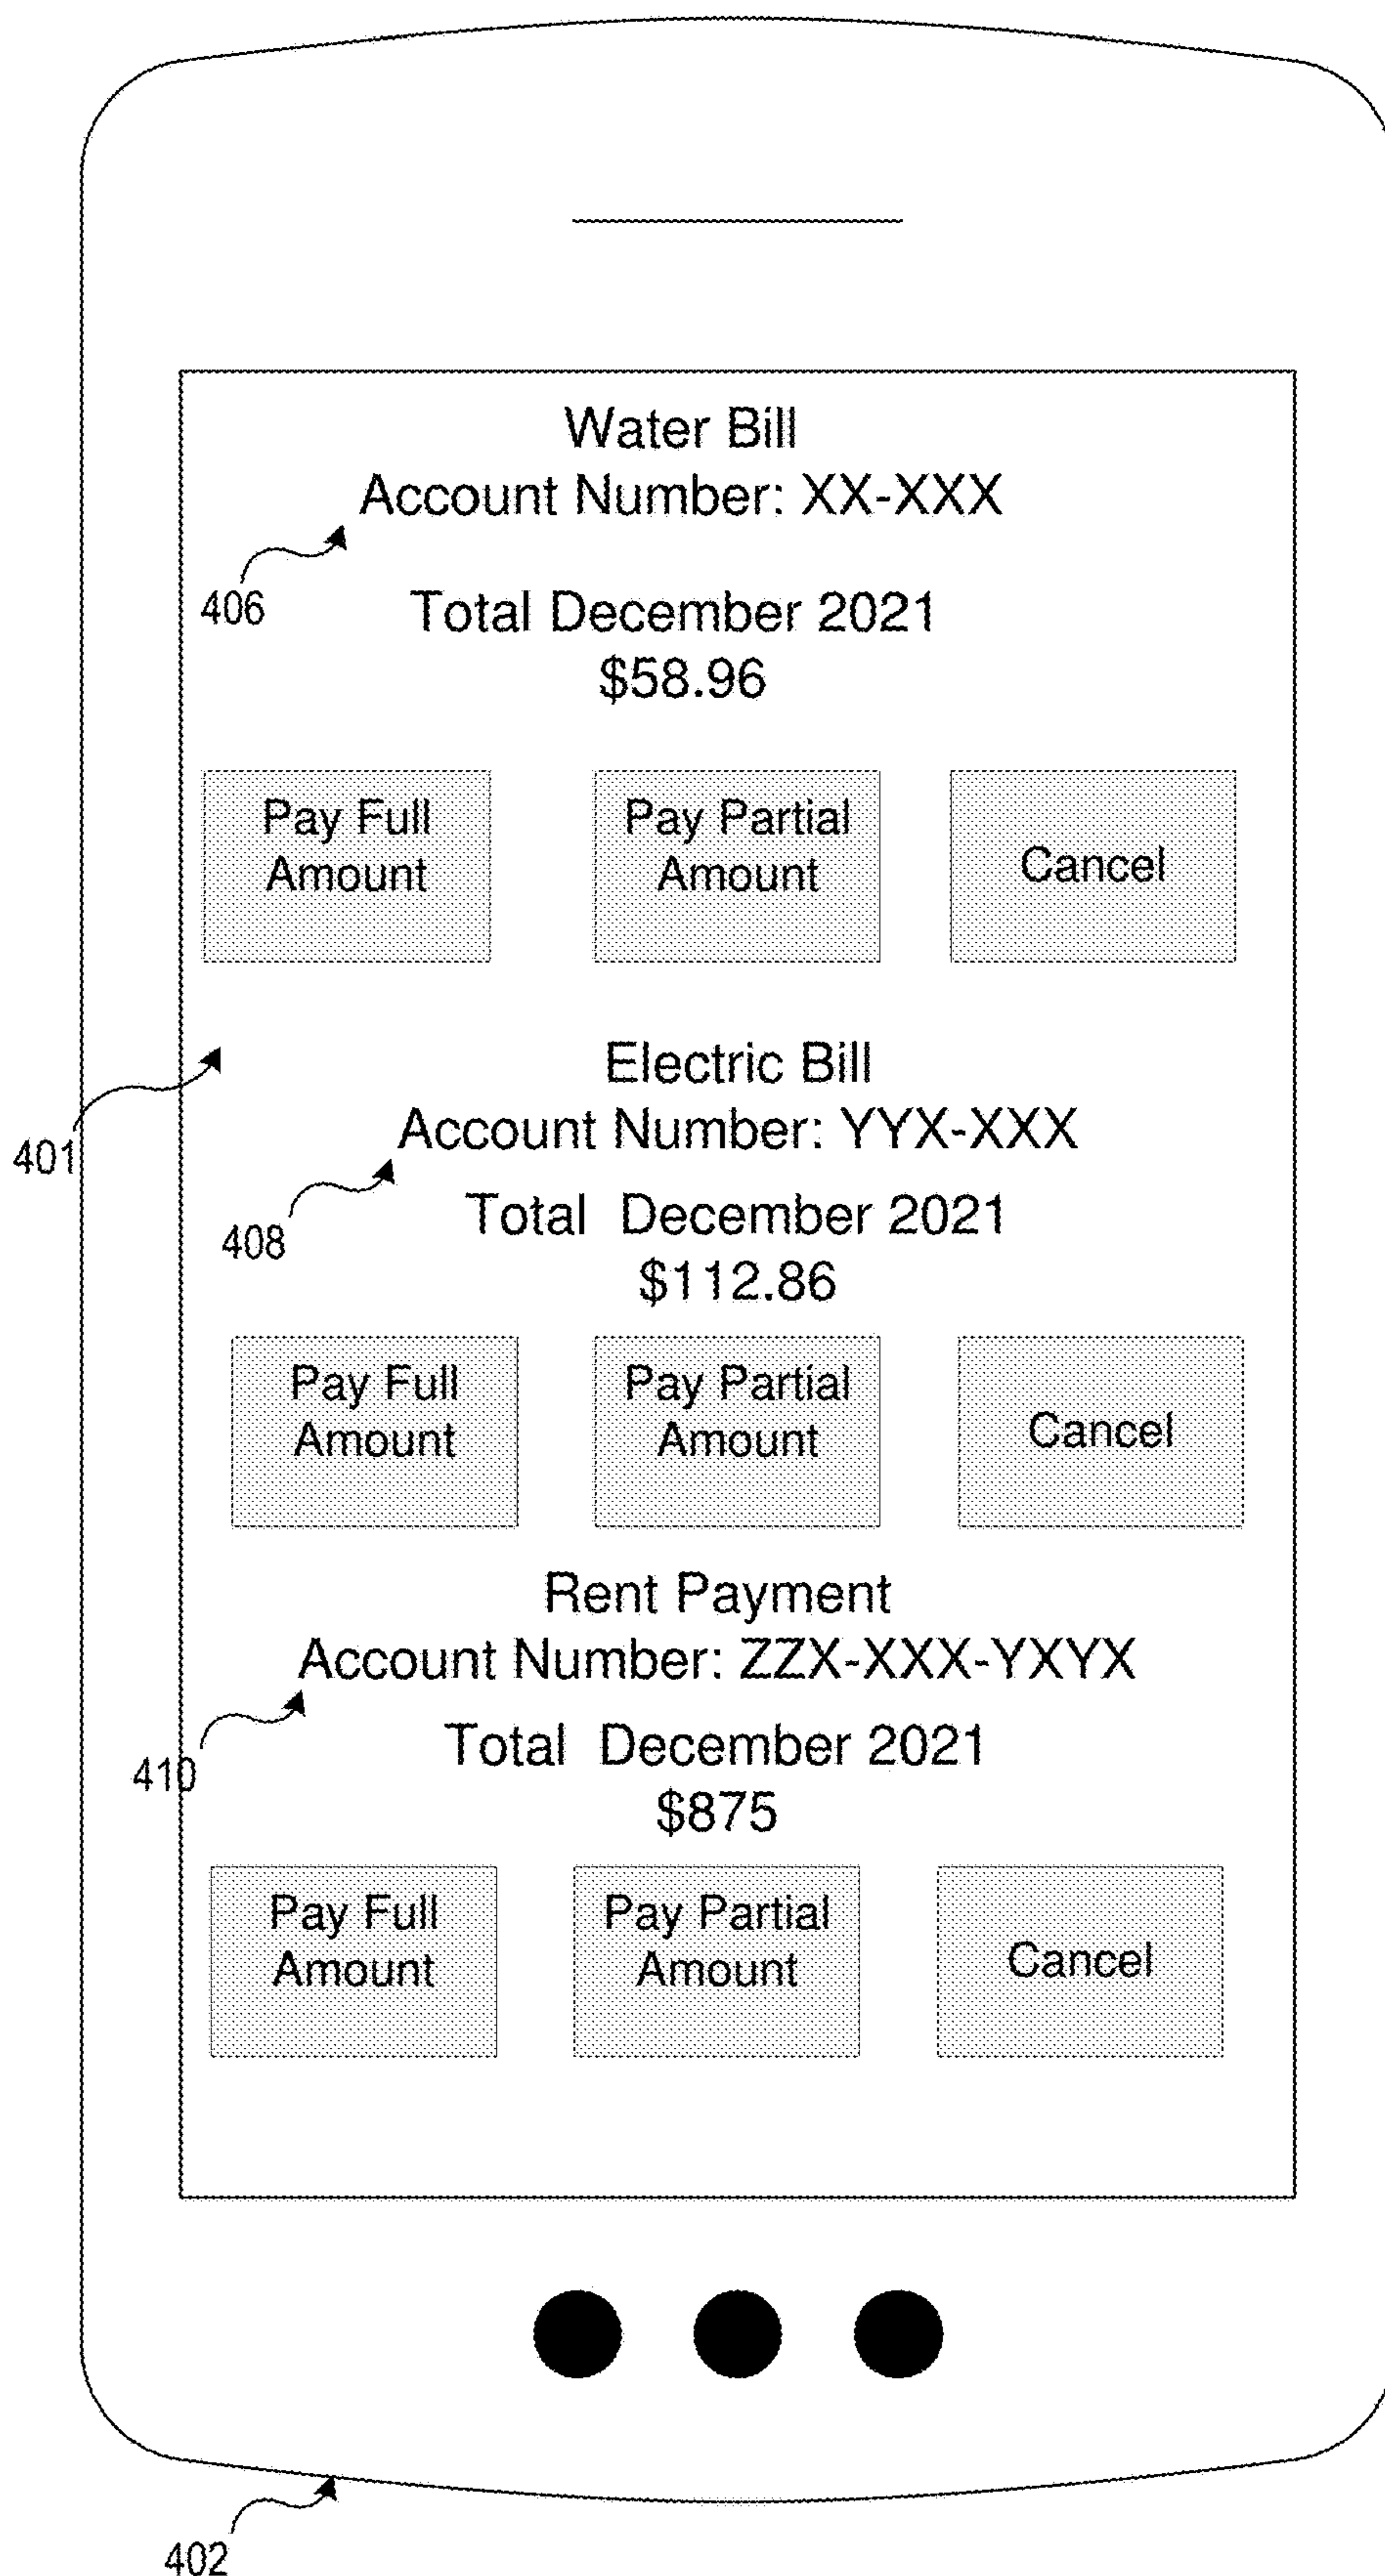 Water Bill
Account Number: XX-XXX
406
Total December 2021
$58.96
Pay Full
Amount
Pay Partial
Amount
Cancel
401
Electric Bill
Account Number: YYX-XXX
408
Total December 2021
$112.86
Pay Full
Amount
Pay Partial
Amount
Cancel
Rent Payment
Account Number: ZZX-XXX-YXYX
410
Total December 2021
$875
Pay Full
Amount
Pay Partial
Amount
Cancel
402